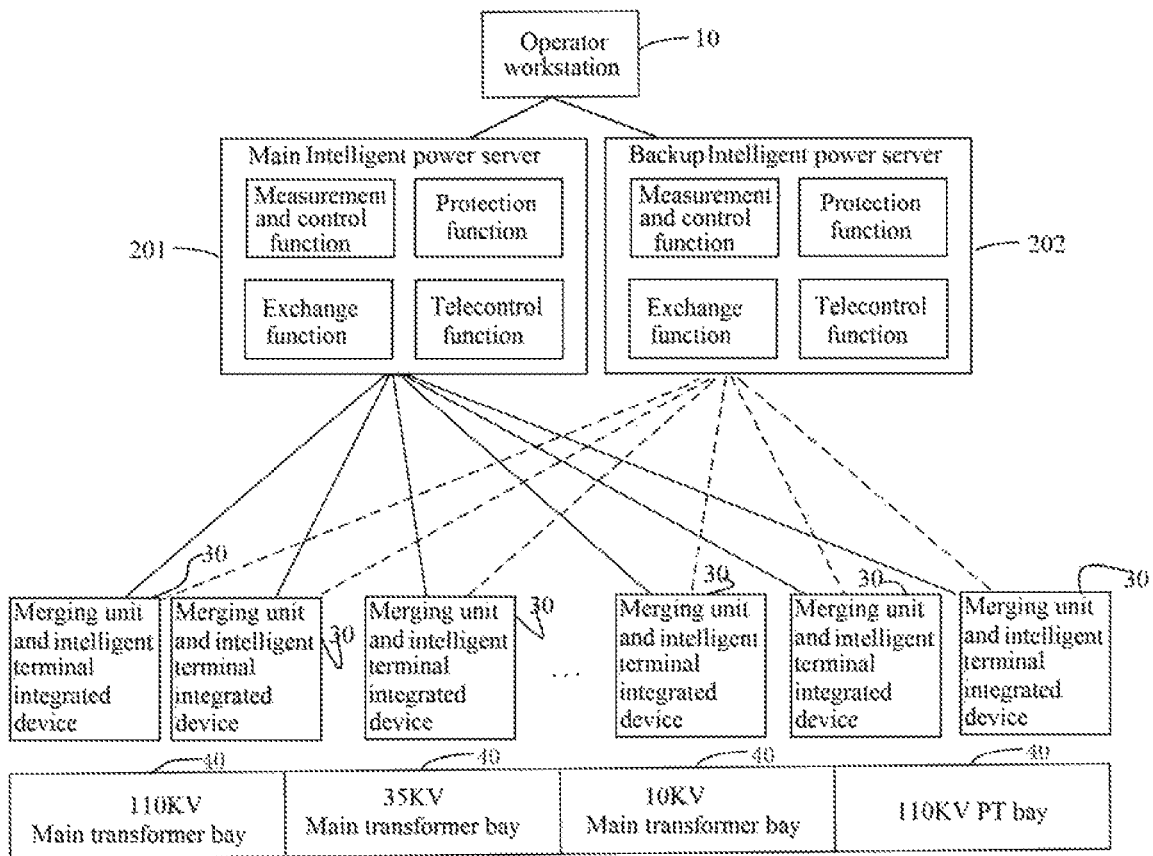 Operator
workstation
10
Main Intelligent power server
Measurement
and control
function
Protection
function
Exchange
function
Telecontrol
function
201
Backup Intelligent power server
Measurement
and control
function
Protection
function
Exchange
function
Telecontrol
function
202
30
30
30
30
30
30
Merging unit
and intelligent
terminal
integrated
device
Merging unit
and intelligent
terminal
integrated
device
Merging unit
and intelligent
terminal
integrated
device
...
Merging unit
and intelligent
terminal
integrated
device
Merging unit
and intelligent
terminal
integrated
device
Merging unit
and intelligent
terminal
integrated
device
40
40
40
40
110KV
Main transformer bay
35KV
Main transformer bay
10KV
Main transformer bay
110KV PT bay